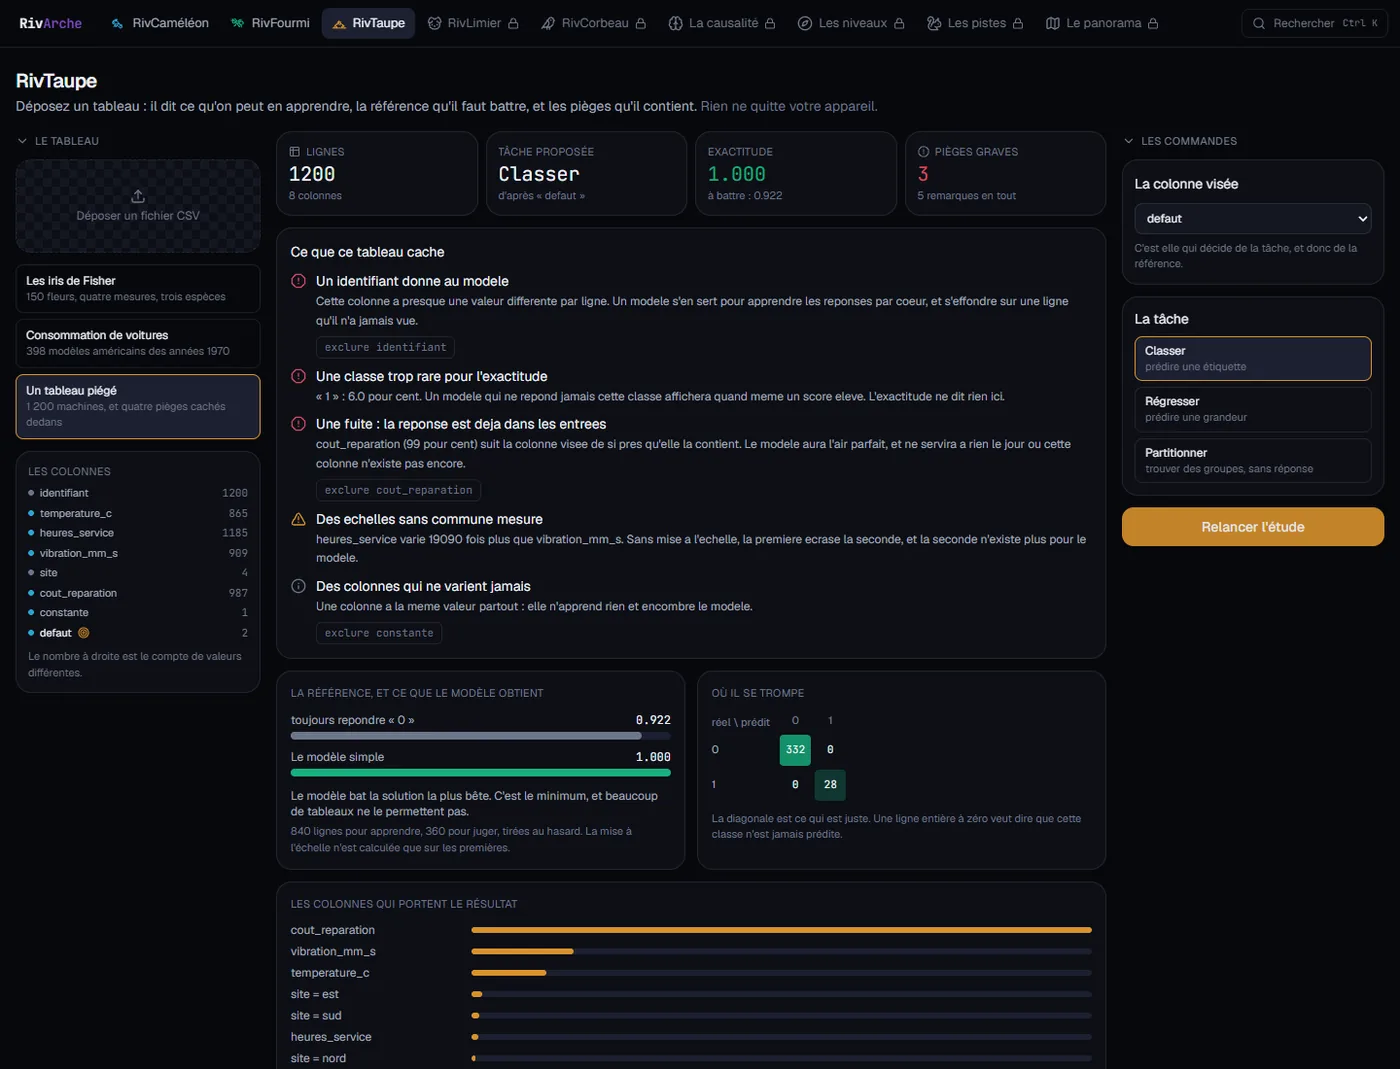 RivArche
RivCaméléon
RivFourmi
RivTaupe
RivLimier
RivCorbeau
La causalité
Les niveaux
Les pistes
Le panorama
Rechercher Ctrl K
RivTaupe
Déposez un tableau : il dit ce qu'on peut en apprendre, la référence qu'il faut battre, et les pièges qu'il contient. Rien ne quitte votre appareil.
LE TABLEAU
Déposer un fichier CSV
Les iris de Fisher
150 fleurs, quatre mesures, trois espèces
Consommation de voitures
398 modèles américains des années 1970
Un tableau piégé
1 200 machines, et quatre pièges cachés
dedans
LES COLONNES
identifiant 1200
temperature_c 865
heures_service 1185
vibration_mm_s 909
site 4
cout_reparation 987
constante 1
defaut 2
Le nombre à droite est le compte de valeurs
différentes.
LIGNES
1200
8 colonnes
TÂCHE PROPOSÉE
Classer
d'après « defaut »
EXACTITUDE
1.000
à battre : 0.922
PIÈGES GRAVES
3
5 remarques en tout
Ce que ce tableau cache
Un identifiant donne au modele
Cette colonne a presque une valeur differente par ligne. Un modele s'en sert pour apprendre les reponses par coeur, et s'effondre sur une ligne
qu'il n'a jamais vue.
exclure identifiant
Une classe trop rare pour l'exactitude
« 1 » : 6.0 pour cent. Un modele qui ne repond jamais cette classe affichera quand meme un score eleve. L'exactitude ne dit rien ici.
Une fuite : la reponse est deja dans les entrees
cout_reparation (99 pour cent) suit la colonne visee de si pres qu'elle la contient. Le modele aura l'air parfait, et ne servira a rien le jour ou cette
colonne n'existe pas encore.
exclure cout_reparation
Des echelles sans commune mesure
heures_service varie 19090 fois plus que vibration_mm_s. Sans mise a l'echelle, la premiere ecrase la seconde, et la seconde n'existe plus pour le
modele.
Des colonnes qui ne varient jamais
Une colonne a la meme valeur partout : elle n'apprend rien et encombre le modele.
exclure constante
LA RÉFÉRENCE, ET CE QUE LE MODÈLE OBTIENT
toujours repondre « 0 » 0.922
Le modèle simple 1.000
Le modèle bat la solution la plus bête. C'est le minimum, et beaucoup
de tableaux ne le permettent pas.
840 lignes pour apprendre, 360 pour juger, tirées au hasard. La mise à
l'échelle n'est calculée que sur les premières.
OÙ IL SE TROMPE
réel \ prédit 0 1
0 332 0
1 0 28
La diagonale est ce qui est juste. Une ligne entière à zéro veut dire que cette
classe n'est jamais prédite.
LES COLONNES QUI PORTENT LE RÉSULTAT
cout_reparation
vibration_mm_s
temperature_c
site = est
site = sud
heures_service
site = nord
LES COMMANDES
La colonne visée
defaut
C'est elle qui décide de la tâche, et donc de la
référence.
La tâche
Classer
prédire une étiquette
Régresser
prédire une grandeur
Partitionner
trouver des groupes, sans réponse
Relancer l'étude